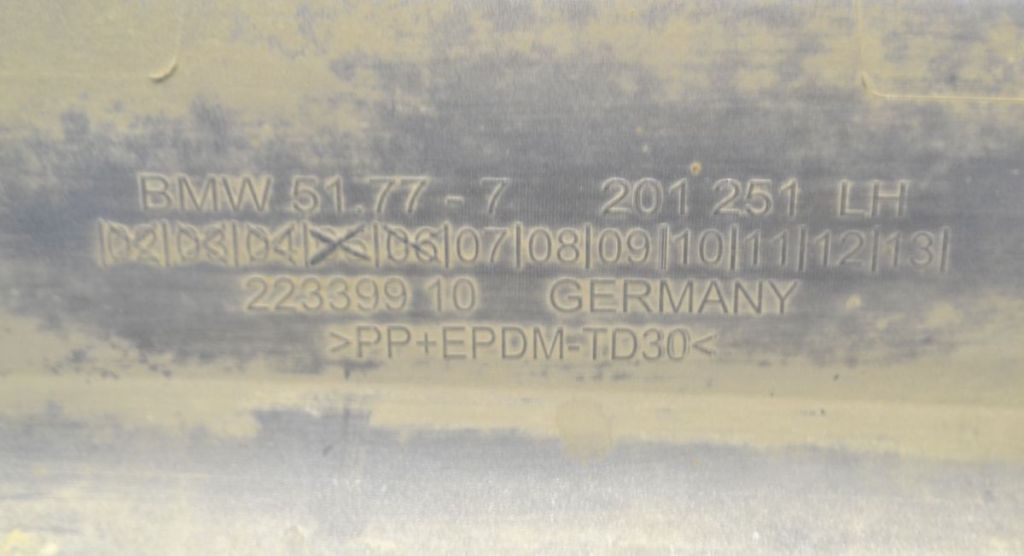 BMW 51.77 - 7 201 251 LH
|02|03|04|05|06|07|08|09|10|11|12|13|
223399 10 GERMANY
>PP+EPDM-TD30<